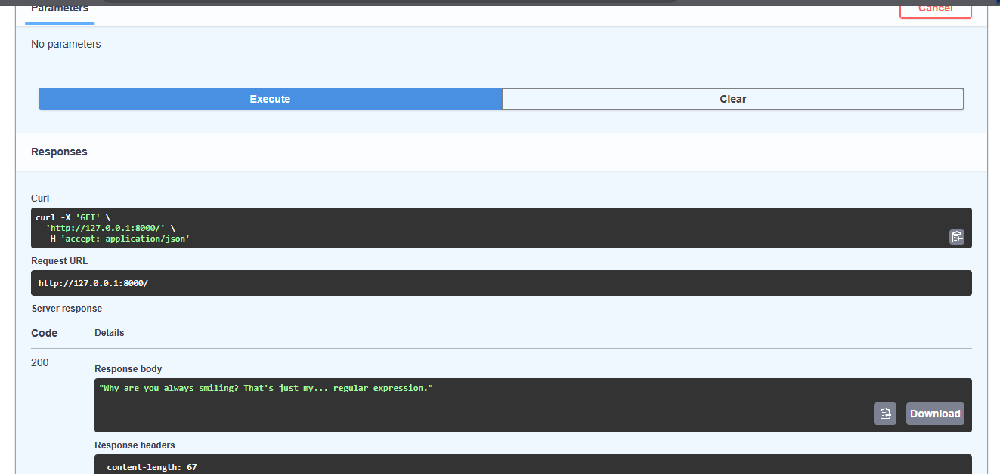 Parameters
Cancel
No parameters
Execute
Clear
Responses
Curl
curl -X 'GET' \
'http://127.0.0.1:8000/' \
-H 'accept: application/json'
Request URL
http://127.0.0.1:8000/
Server response
Code Details
200
Response body
"Why are you always smiling? That's just my... regular expression."
Download
Response headers
content-length: 67